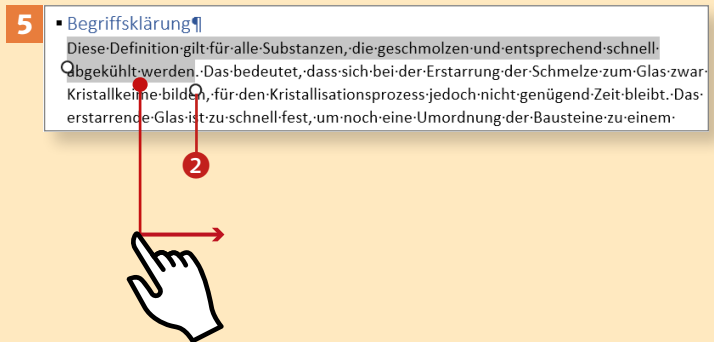 5
Begriffsklärung¶
Diese·Definition·gilt·für·alle·Substanzen,·die·geschmolzen·und·entsprechend·schnell·
abgekühlt·werden.·Das·bedeutet,·dass·sich·bei·der·Erstarrung·der·Schmelze·zum·Glas·zwar·
Kristallkeime·bilden,·für·den·Kristallisationsprozess·jedoch·nicht·genügend·Zeit·bleibt.·Das·
erstarrende·Glas·ist·zu·schnell·fest,·um·noch·eine·Umordnung·der·Bausteine·zu·einem·
2